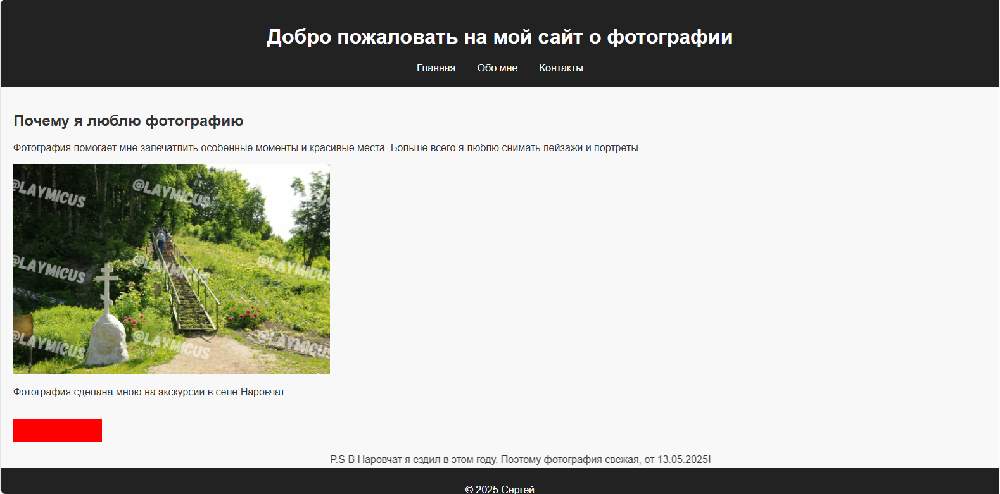 Добро пожаловать на мой сайт о фотографии
Главная Обо мне Контакты
Почему я люблю фотографию
Фотография помогает мне запечатлить особенные моменты и красивые места. Больше всего я люблю снимать пейзажи и портреты.
@LAYMICUS @LAYMICUS
@LAYMICUS @LAYMICUS @LAYMICUS
@LAYMICUS @LAYMICUS @LAYMICUS
Фотография сделана мною на экскурсии в селе Наровчат.
P.S В Наровчат я ездил в этом году. Поэтому фотография свежая, от 13.05.2025!
© 2025 Сергей